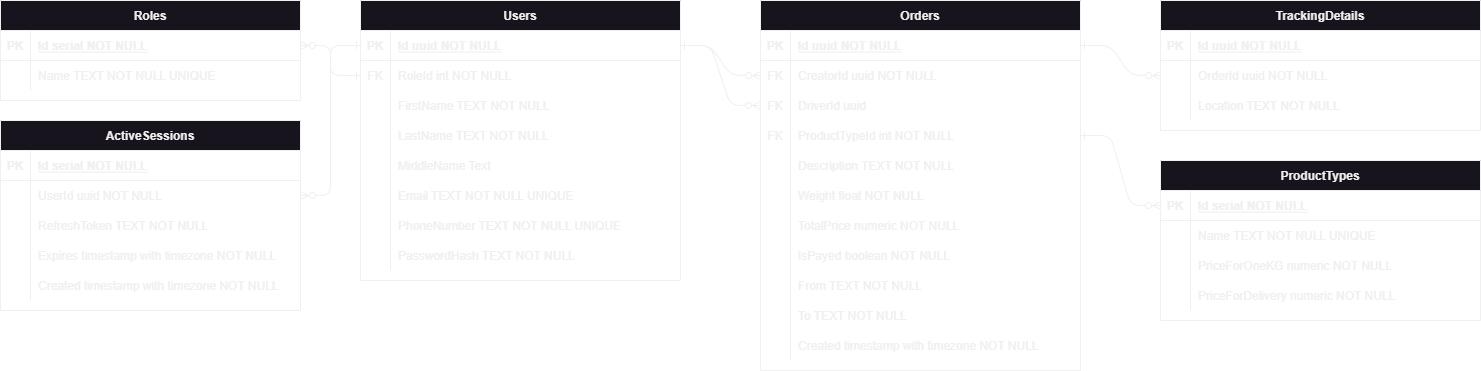 Roles
PK Id serial NOT NULL
Name TEXT NOT NULL UNIQUE
ActiveSessions
PK Id serial NOT NULL
UserId uuid NOT NULL
RefreshToken TEXT NOT NULL
Expires timestamp with timezone NOT NULL
Created timestamp with timezone NOT NULL
Users
PK Id uuid NOT NULL
FK RoleId int NOT NULL
FirstName TEXT NOT NULL
LastName TEXT NOT NULL
MiddleName Text
Email TEXT NOT NULL UNIQUE
PhoneNumber TEXT NOT NULL UNIQUE
PasswordHash TEXT NOT NULL
Orders
PK Id uuid NOT NULL
FK CreatorId uuid NOT NULL
FK DriverId uuid
FK ProductTypeId int NOT NULL
Description TEXT NOT NULL
Weight float NOT NULL
TotalPrice numeric NOT NULL
IsPayed boolean NOT NULL
From TEXT NOT NULL
To TEXT NOT NULL
Created timestamp with timezone NOT NULL
TrackingDetails
PK Id uuid NOT NULL
OrderId uuid NOT NULL
Location TEXT NOT NULL
ProductTypes
PK Id serial NOT NULL
Name TEXT NOT NULL UNIQUE
PriceForOneKG numeric NOT NULL
PriceForDelivery numeric NOT NULL